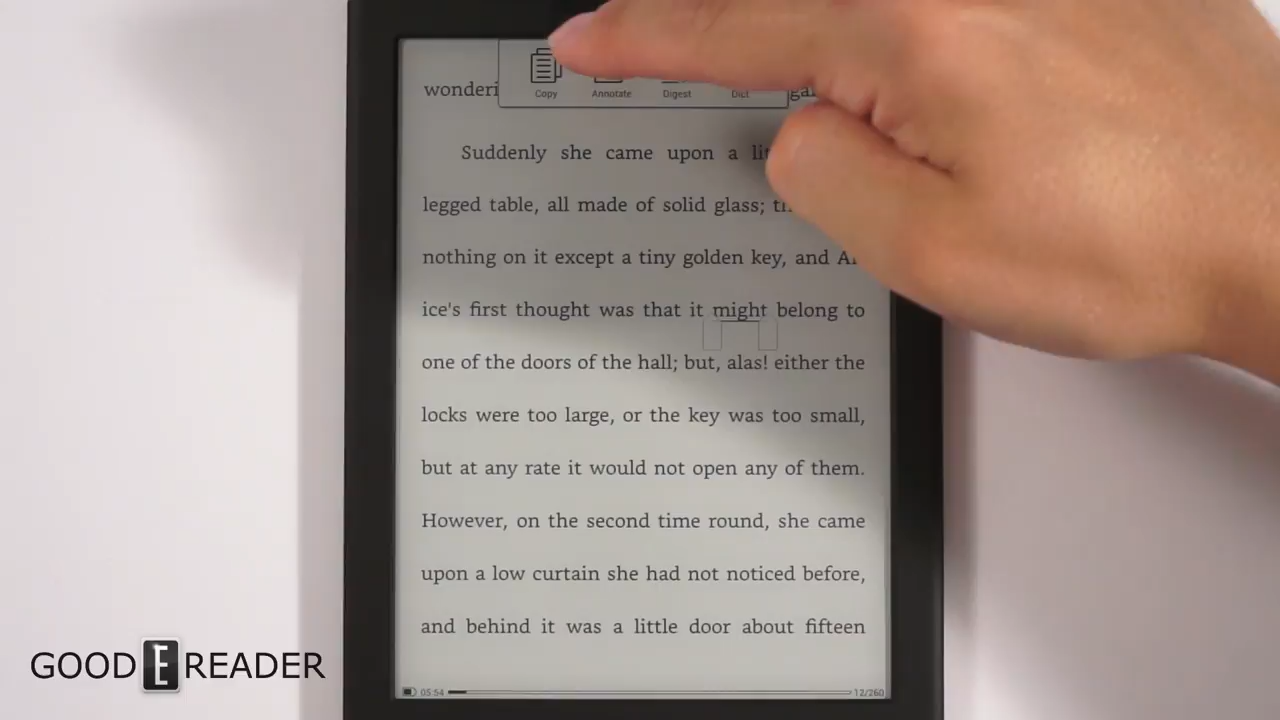 Copy Annotate Digest Dict
wonderi
Suddenly she came upon a
legged table, all made of solid glass;
nothing on it except a tiny golden key, and
ice's first thought was that it might belong to
one of the doors of the hall; but, alas! either the
locks were too large, or the key was too small,
but at any rate it would not open any of them.
However, on the second time round, she came
upon a low curtain she had not noticed before,
and behind it was a little door about fifteen
05:54 12/260
GOOD E READER